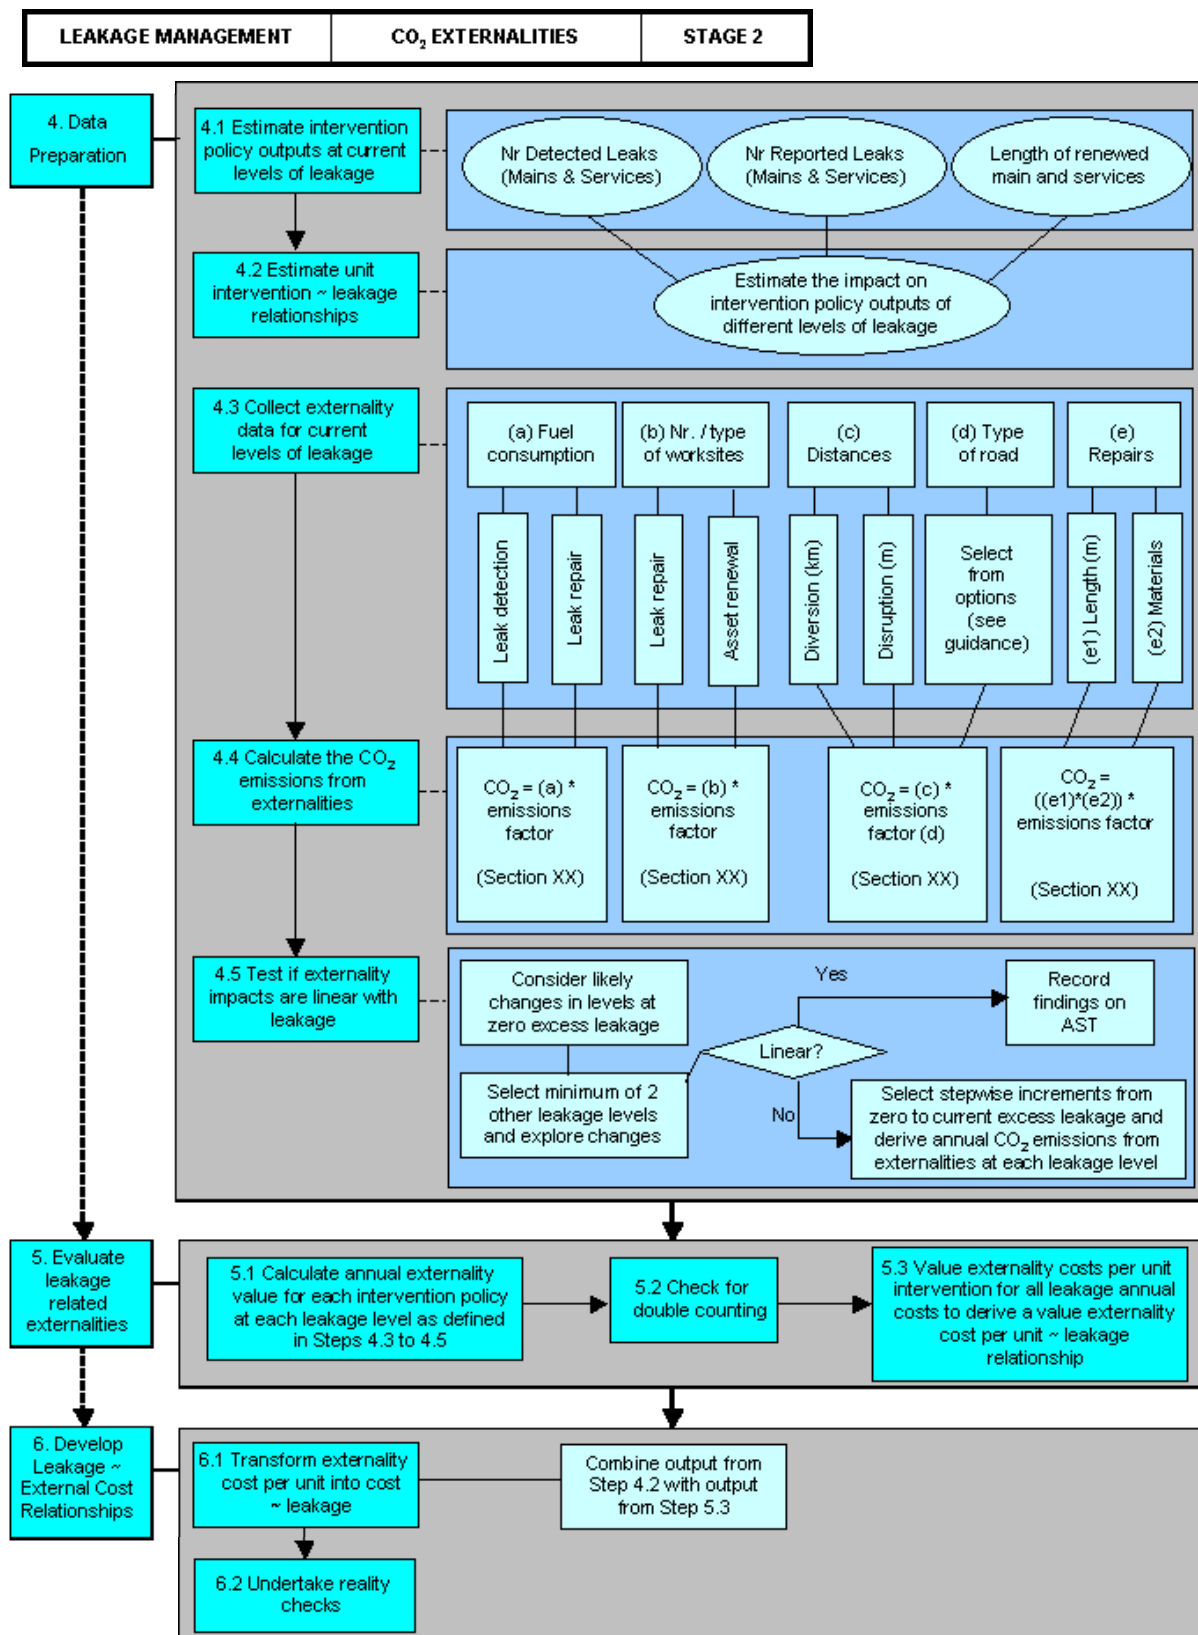 LEAKAGE MANAGEMENT
CO₂ EXTERNALITIES
STAGE 2
4. Data
Preparation
4.1 Estimate intervention
policy outputs at current
levels of leakage
Nr Detected Leaks
(Mains & Services)
Nr Reported Leaks
(Mains & Services)
Length of renewed
main and services
4.2 Estimate unit
intervention ~ leakage
relationships
Estimate the impact on
intervention policy outputs of
different levels of leakage
4.3 Collect externality
data for current
levels of leakage
(a) Fuel
consumption
(b) Nr. / type
of worksites
(c)
Distances
(d) Type
of road
(e)
Repairs
Leak detection
Leak repair
Leak repair
Asset renewal
Diversion (km)
Disruption (m)
Select
from
options
(see
guidance)
(e1) Length (m)
(e2) Materials
4.4 Calculate the CO₂
emissions from
externalities
CO₂ = (a) *
emissions
factor
(Section XX)
CO₂ = (b) *
emissions
factor
(Section XX)
CO₂ = (c) *
emissions
factor (d)
(Section XX)
CO₂ =
((e1)*(e2)) *
emissions factor
(Section XX)
4.5 Test if externality
impacts are linear with
leakage
Consider likely
changes in levels at
zero excess leakage
Select minimum of 2
other leakage levels
and explore changes
Linear?
Yes
Record
findings on
AST
No
Select stepwise increments from
zero to current excess leakage and
derive annual CO₂ emissions from
externalities at each leakage level
5. Evaluate
leakage
related
externalities
5.1 Calculate annual externality
value for each intervention policy
at each leakage level as defined
in Steps 4.3 to 4.5
5.2 Check for
double counting
5.3 Value externality costs per unit
intervention for all leakage annual
costs to derive a value externality
cost per unit ~ leakage
relationship
6. Develop
Leakage ~
External Cost
Relationships
6.1 Transform externality
cost per unit into cost
~ leakage
Combine output from
Step 4.2 with output
from Step 5.3
6.2 Undertake reality
checks